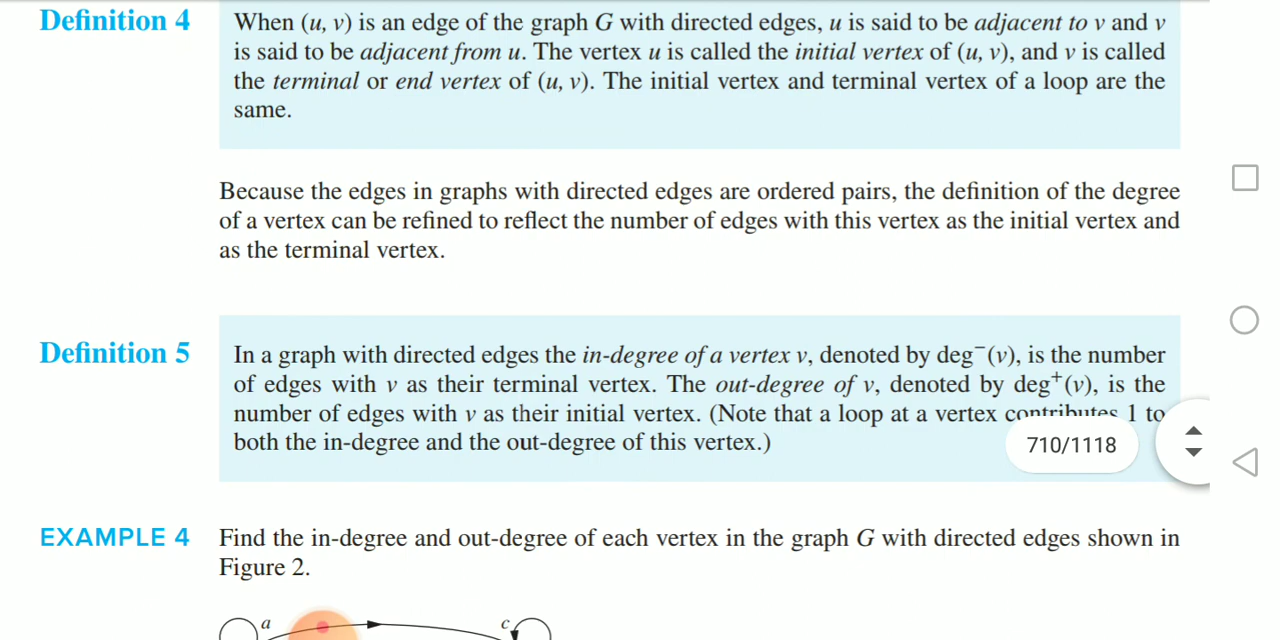 Definition 4
When (u, v) is an edge of the graph G with directed edges, u is said to be adjacent to v and v
is said to be adjacent from u. The vertex u is called the initial vertex of (u, v), and v is called
the terminal or end vertex of (u, v). The initial vertex and terminal vertex of a loop are the
same.
Because the edges in graphs with directed edges are ordered pairs, the definition of the degree
of a vertex can be refined to reflect the number of edges with this vertex as the initial vertex and
as the terminal vertex.
Definition 5
In a graph with directed edges the in-degree of a vertex v, denoted by deg⁻(v), is the number
of edges with v as their terminal vertex. The out-degree of v, denoted by deg⁺(v), is the
number of edges with v as their initial vertex. (Note that a loop at a vertex contributes 1 to
both the in-degree and the out-degree of this vertex.)
710/1118
EXAMPLE 4
Find the in-degree and out-degree of each vertex in the graph G with directed edges shown in
Figure 2.
a
c